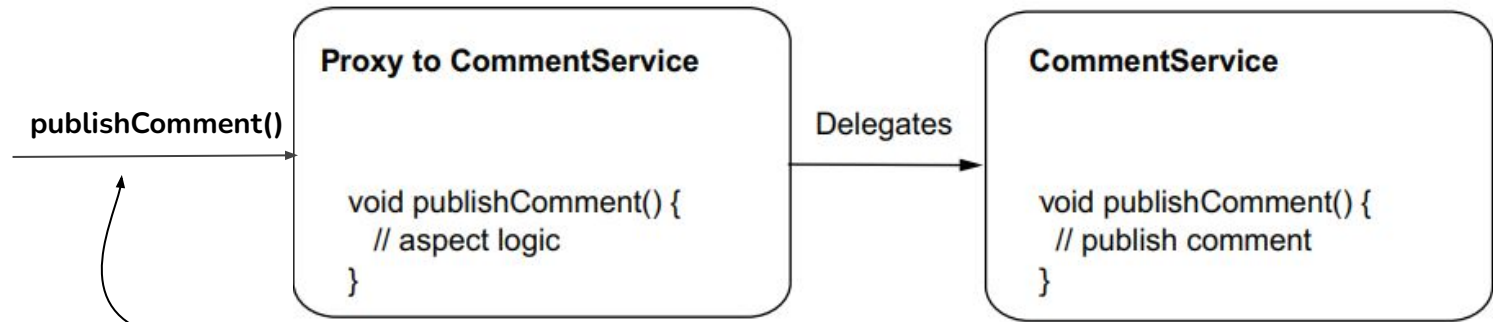 publishComment()
Proxy to CommentService
void publishComment() {
// aspect logic
}
Delegates
CommentService
void publishComment() {
// publish comment
}